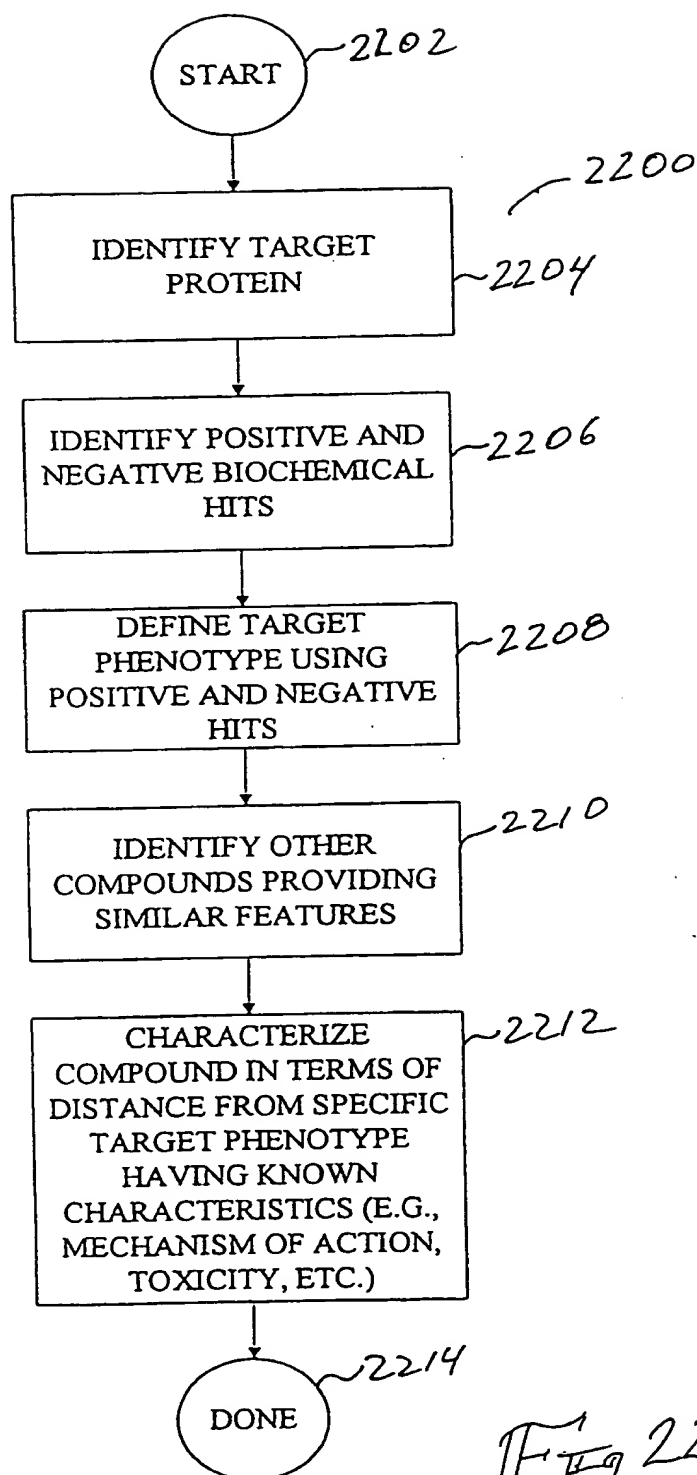 START
2202
2200
IDENTIFY TARGET
PROTEIN
2204
IDENTIFY POSITIVE AND
NEGATIVE BIOCHEMICAL
HITS
2206
DEFINE TARGET
PHENOTYPE USING
POSITIVE AND NEGATIVE
HITS
2208
IDENTIFY OTHER
COMPOUNDS PROVIDING
SIMILAR FEATURES
2210
CHARACTERIZE
COMPOUND IN TERMS OF
DISTANCE FROM SPECIFIC
TARGET PHENOTYPE
HAVING KNOWN
CHARACTERISTICS (E.G.,
MECHANISM OF ACTION,
TOXICITY, ETC.)
2212
DONE
2214
Fig 22